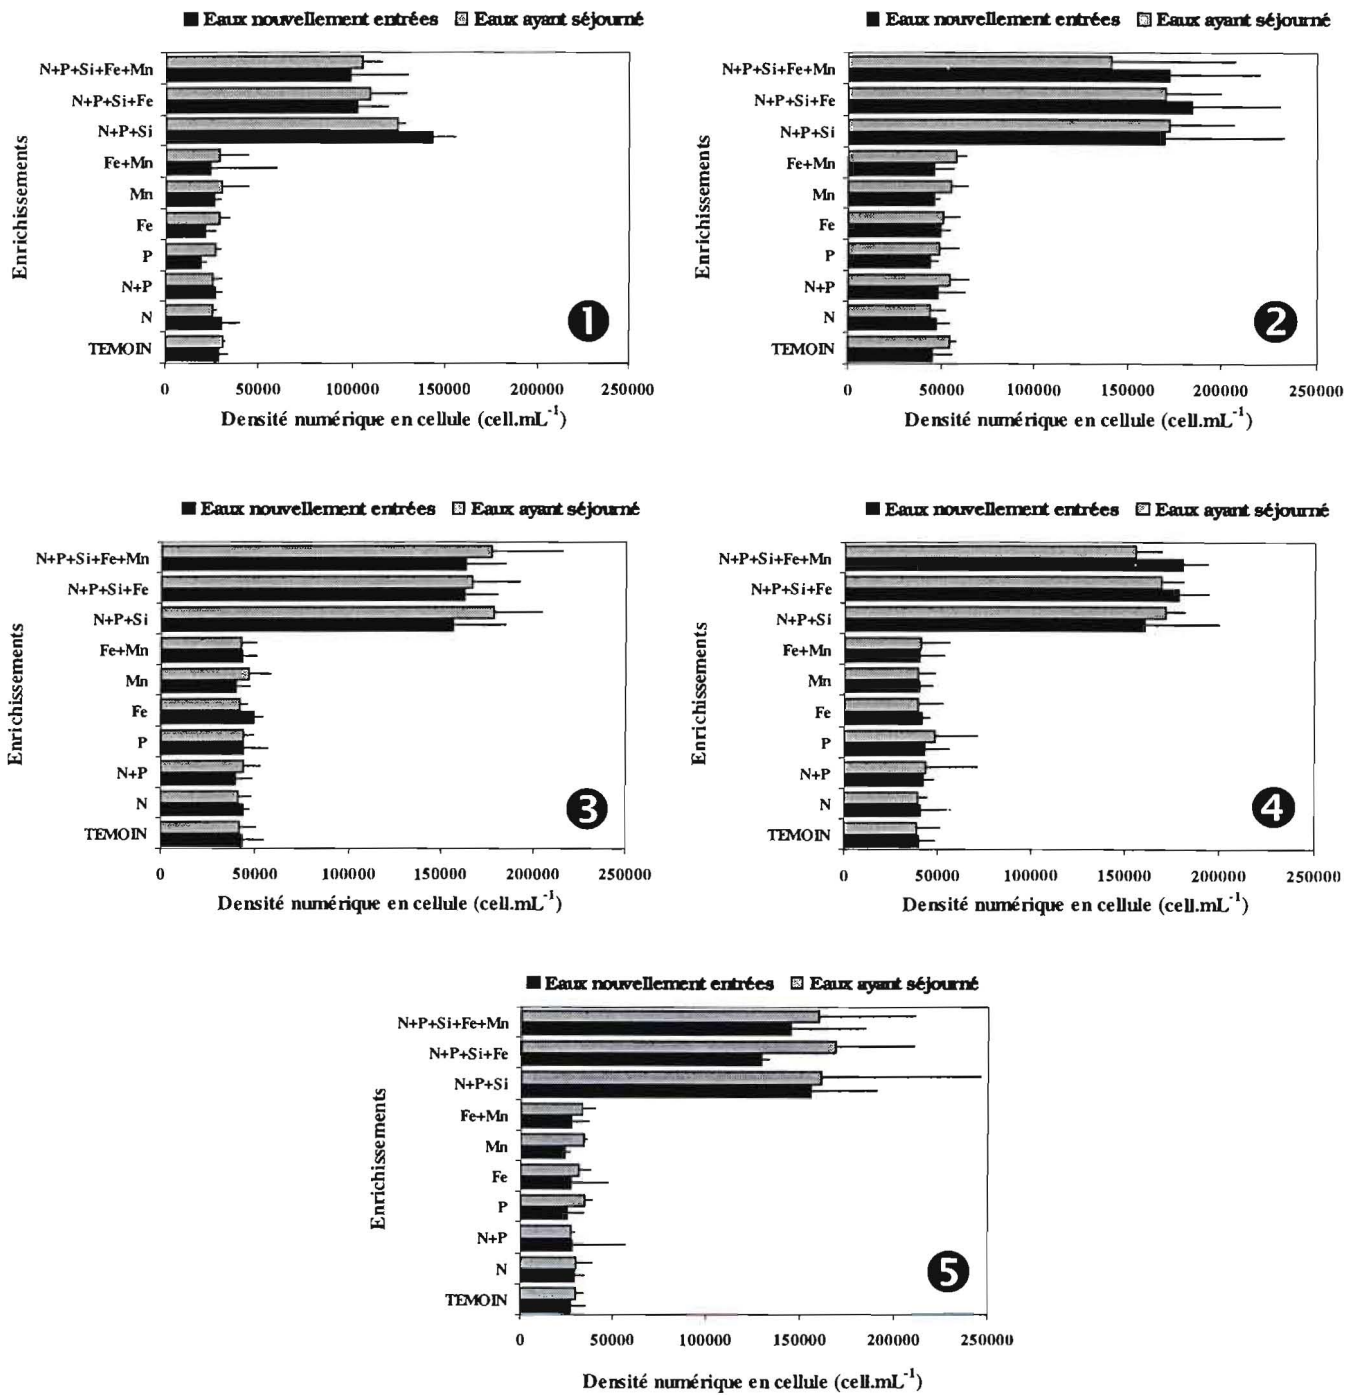 ■ Eaux nouvellement entrées ■ Eaux ayant séjourné
Enrichissements
N+P+Si+Fe+Mn
N+P+Si+Fe
N+P+Si
Fe+Mn
Mn
Fe
P
N+P
N
TEMOIN
1
0 50000 100000 150000 200000 250000
Densité numérique en cellule (cell.mL⁻¹)
■ Eaux nouvellement entrées ■ Eaux ayant séjourné
Enrichissements
N+P+Si+Fe+Mn
N+P+Si+Fe
N+P+Si
Fe+Mn
Mn
Fe
P
N+P
N
TEMOIN
2
0 50000 100000 150000 200000 250000
Densité numérique en cellule (cell.mL⁻¹)
■ Eaux nouvellement entrées ■ Eaux ayant séjourné
Enrichissements
N+P+Si+Fe+Mn
N+P+Si+Fe
N+P+Si
Fe+Mn
Mn
Fe
P
N+P
N
TEMOIN
3
0 50000 100000 150000 200000 250000
Densité numérique en cellule (cell.mL⁻¹)
■ Eaux nouvellement entrées ■ Eaux ayant séjourné
Enrichissements
N+P+Si+Fe+Mn
N+P+Si+Fe
N+P+Si
Fe+Mn
Mn
Fe
P
N+P
N
TEMOIN
4
0 50000 100000 150000 200000 250000
Densité numérique en cellule (cell.mL⁻¹)
■ Eaux nouvellement entrées ■ Eaux ayant séjourné
Enrichissements
N+P+Si+Fe+Mn
N+P+Si+Fe
N+P+Si
Fe+Mn
Mn
Fe
P
N+P
N
TEMOIN
5
0 50000 100000 150000 200000 250000
Densité numérique en cellule (cell.mL⁻¹)